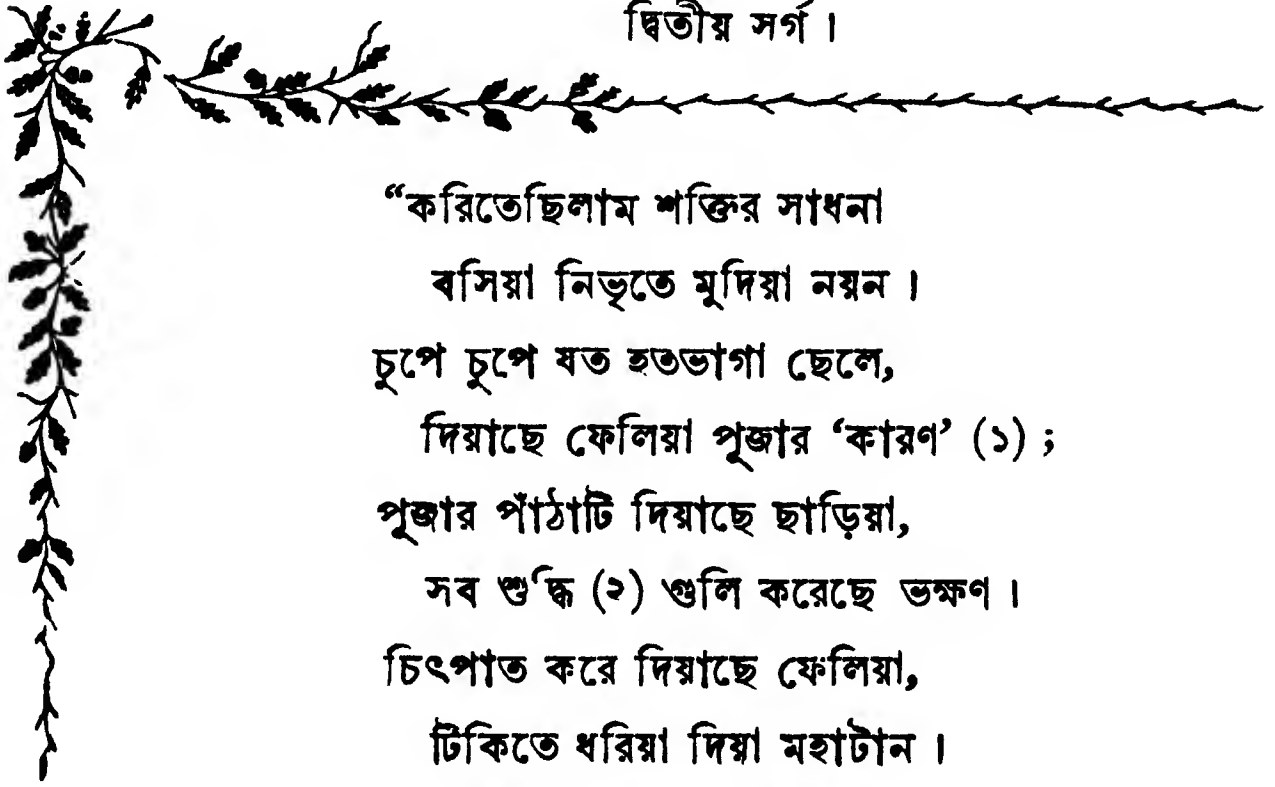 দ্বিতীয় সর্গ।
“করিতেছিলাম শক্তির সাধনা
বসিয়া নিভৃতে মুদিয়া নয়ন।
চুপে চুপে যত হতভাগা ছেলে,
দিয়াছে ফেলিয়া পূজার ‘কারণ’ (১) ;
পূজার পাঁঠাটি দিয়াছে ছাড়িয়া,
সব শুদ্ধি (২) গুলি করেছে ভক্ষণ।
চিৎপাত করে দিয়াছে ফেলিয়া,
টিকিতে ধরিয়া দিয়া মহাটান।